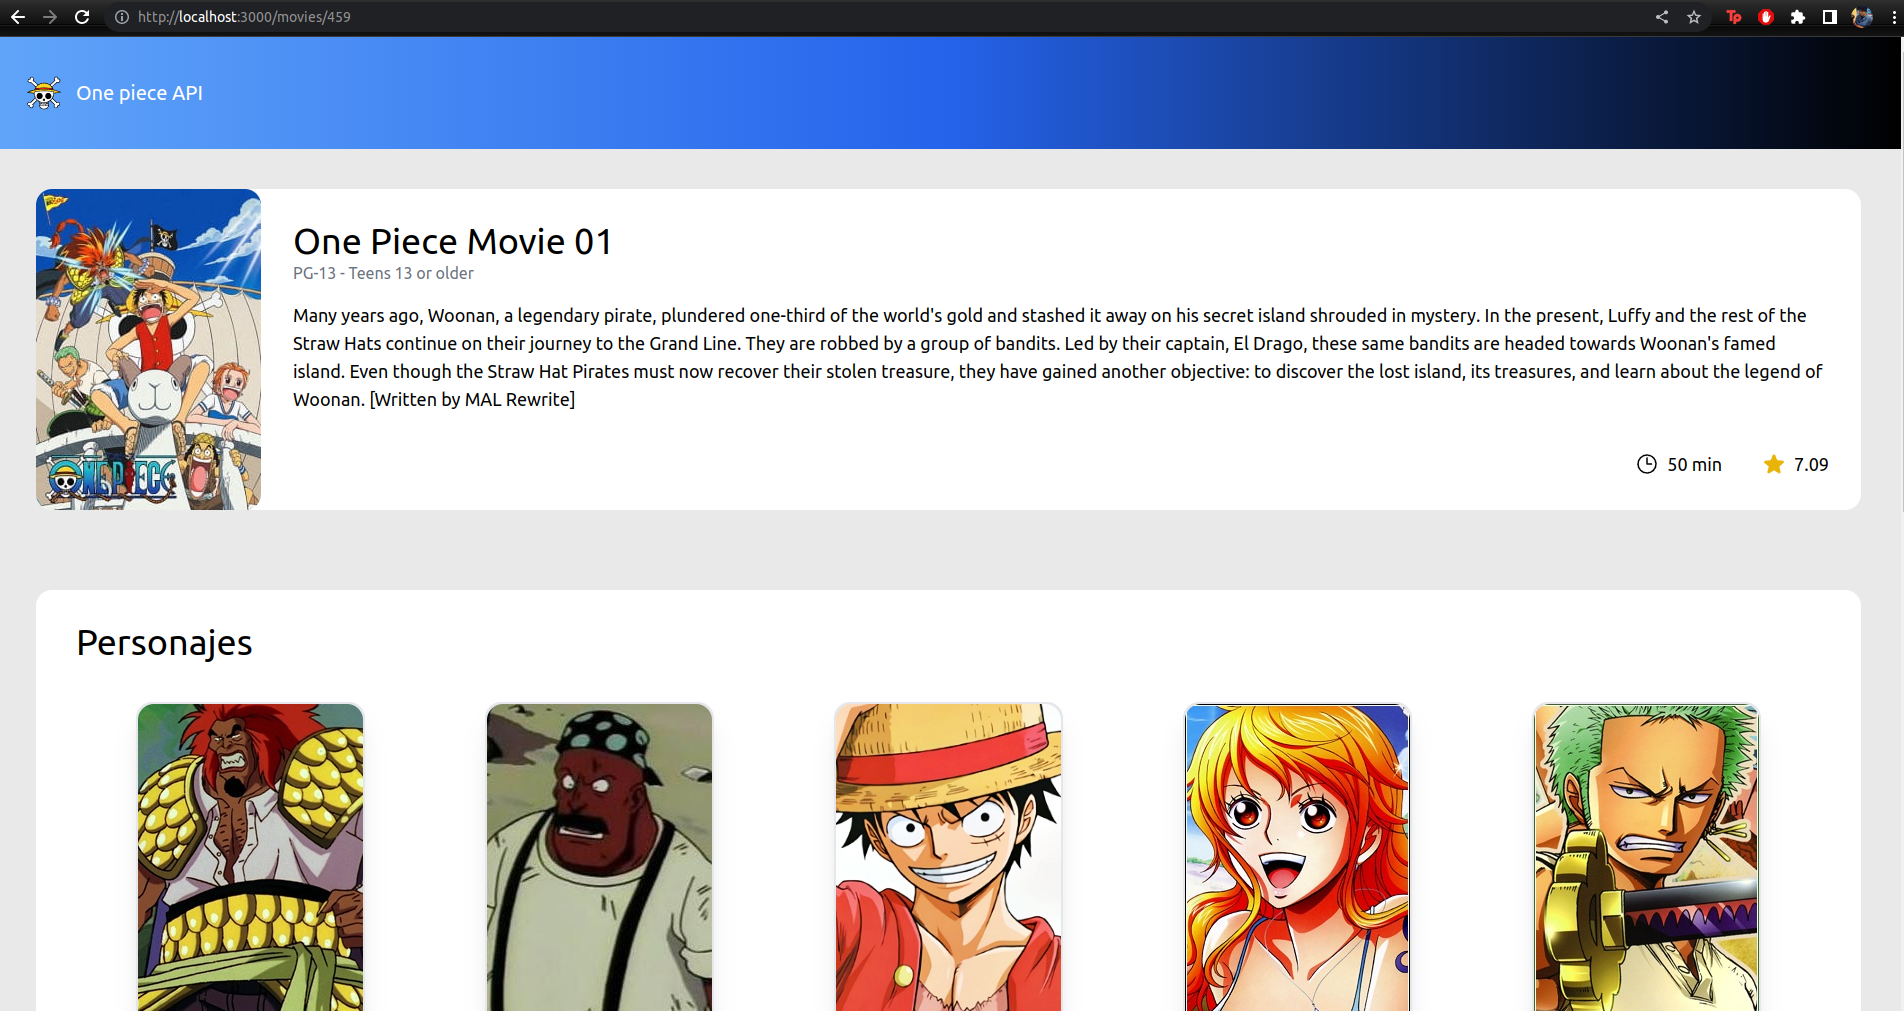 http://localhost:3000/movies/459
Tp
One piece API
One Piece Movie 01
PG-13 - Teens 13 or older
Many years ago, Woonan, a legendary pirate, plundered one-third of the world's gold and stashed it away on his secret island shrouded in mystery. In the present, Luffy and the rest of the
Straw Hats continue on their journey to the Grand Line. They are robbed by a group of bandits. Led by their captain, El Drago, these same bandits are headed towards Woonan's famed
island. Even though the Straw Hat Pirates must now recover their stolen treasure, they have gained another objective: to discover the lost island, its treasures, and learn about the legend of
Woonan. [Written by MAL Rewrite]
ONE PIECE
50 min
7.09
Personajes